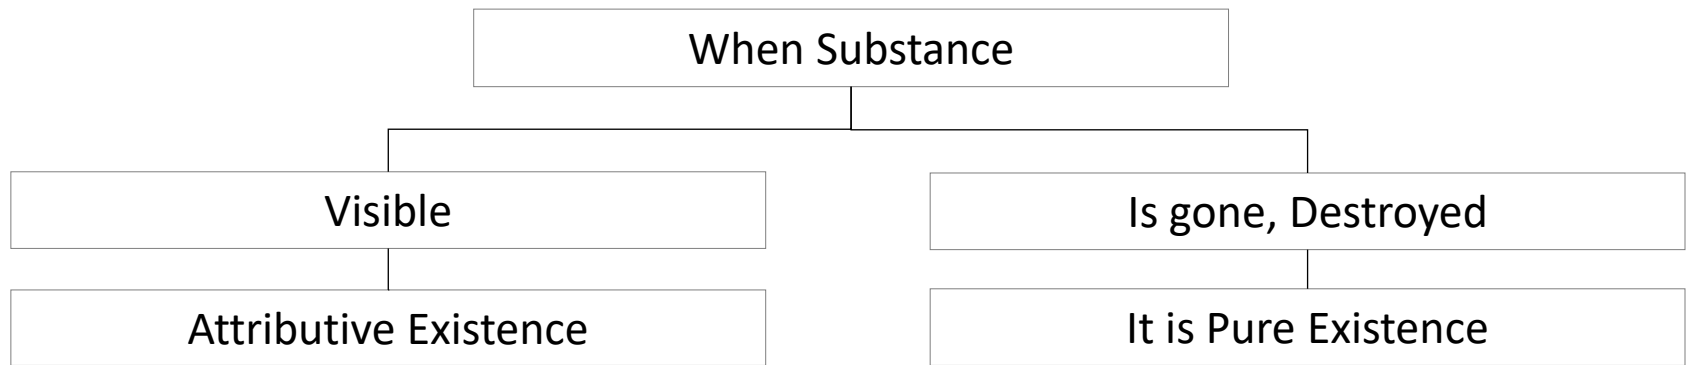 When Substance
Visible
Is gone, Destroyed
Attributive Existence
It is Pure Existence